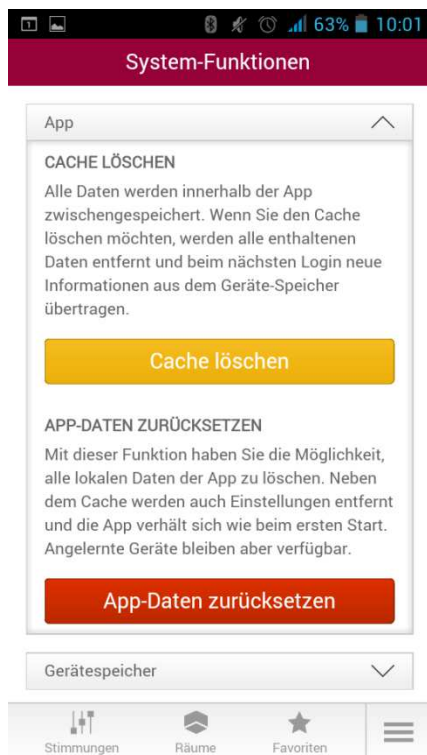 1 63% 10:01
System-Funktionen
App
CACHE LÖSCHEN
Alle Daten werden innerhalb der App
zwischengespeichert. Wenn Sie den Cache
löschen möchten, werden alle enthaltenen
Daten entfernt und beim nächsten Login neue
Informationen aus dem Geräte-Speicher
übertragen.
Cache löschen
APP-DATEN ZURÜCKSETZEN
Mit dieser Funktion haben Sie die Möglichkeit,
alle lokalen Daten der App zu löschen. Neben
dem Cache werden auch Einstellungen entfernt
und die App verhält sich wie beim ersten Start.
Angelernte Geräte bleiben aber verfügbar.
App-Daten zurücksetzen
Gerätespeicher
Stimmungen Räume Favoriten